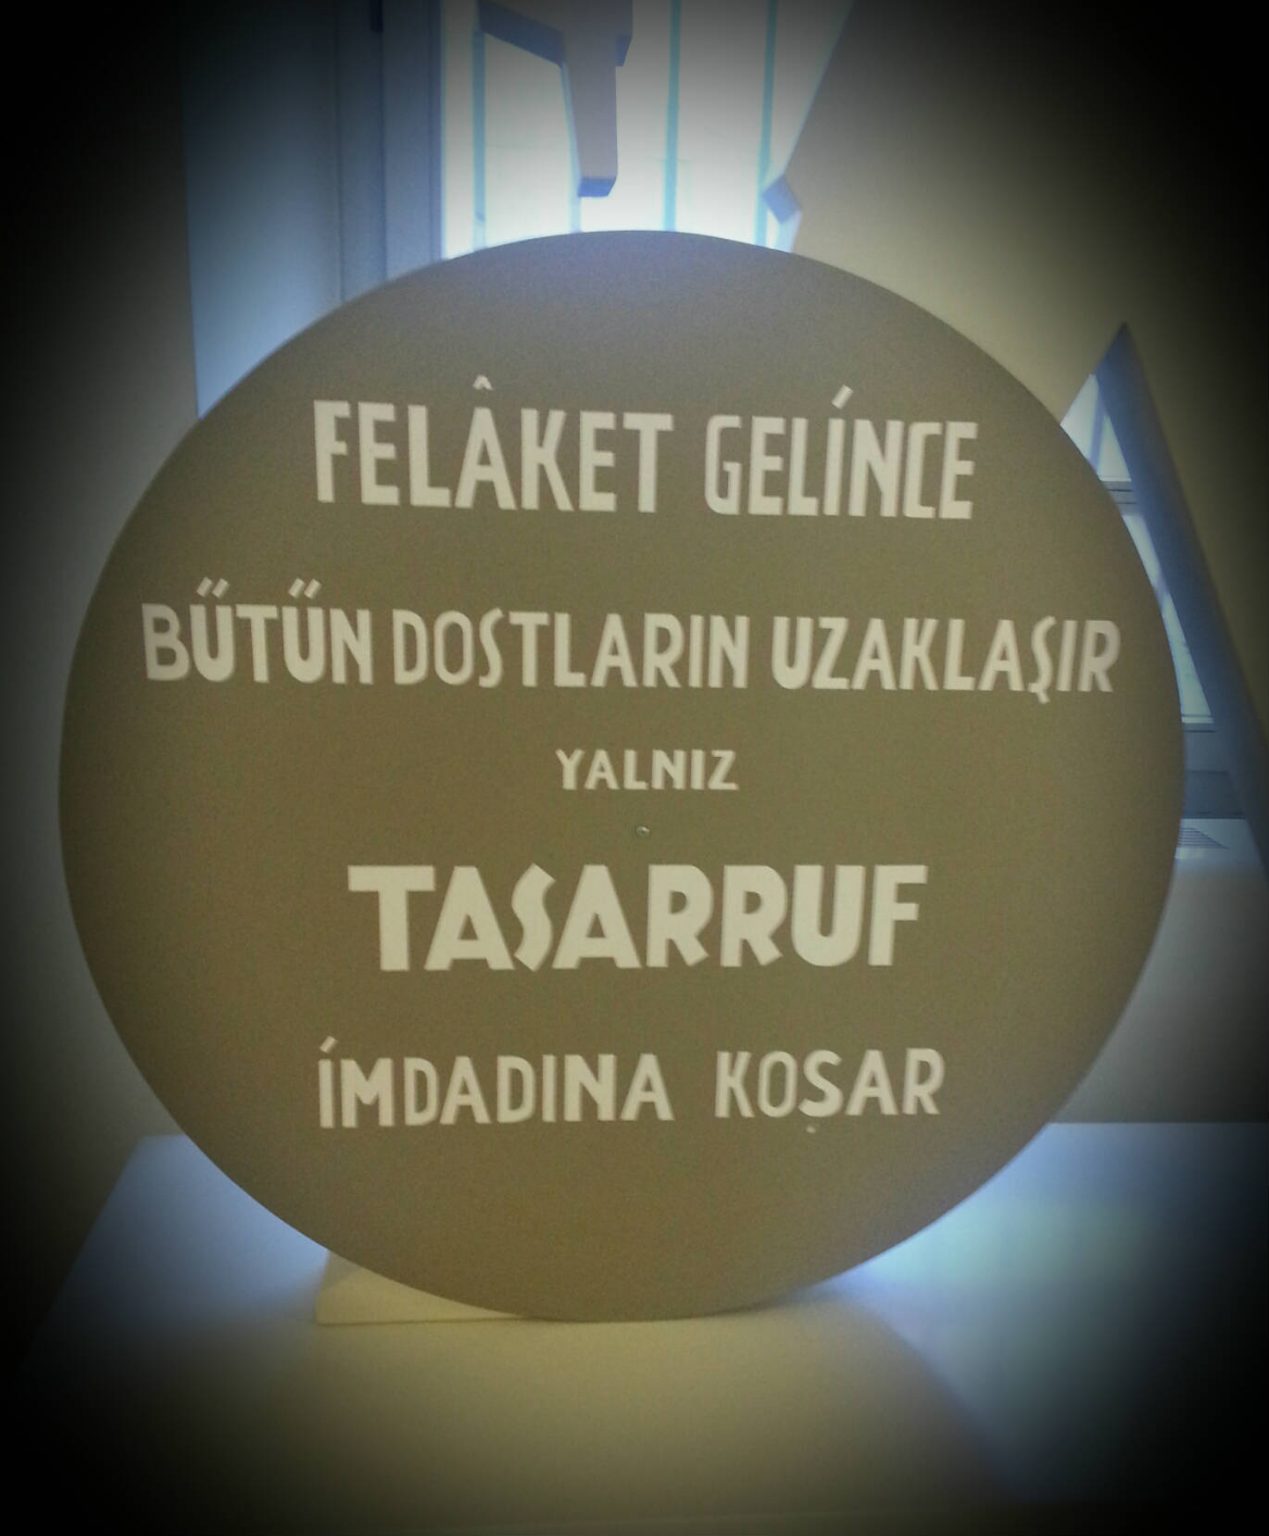 FELÂKET GELİNCE
BÜTÜN DOSTLARIN UZAKLAŞIR
YALNIZ
TASARRUF
İMDADINA KOŞAR